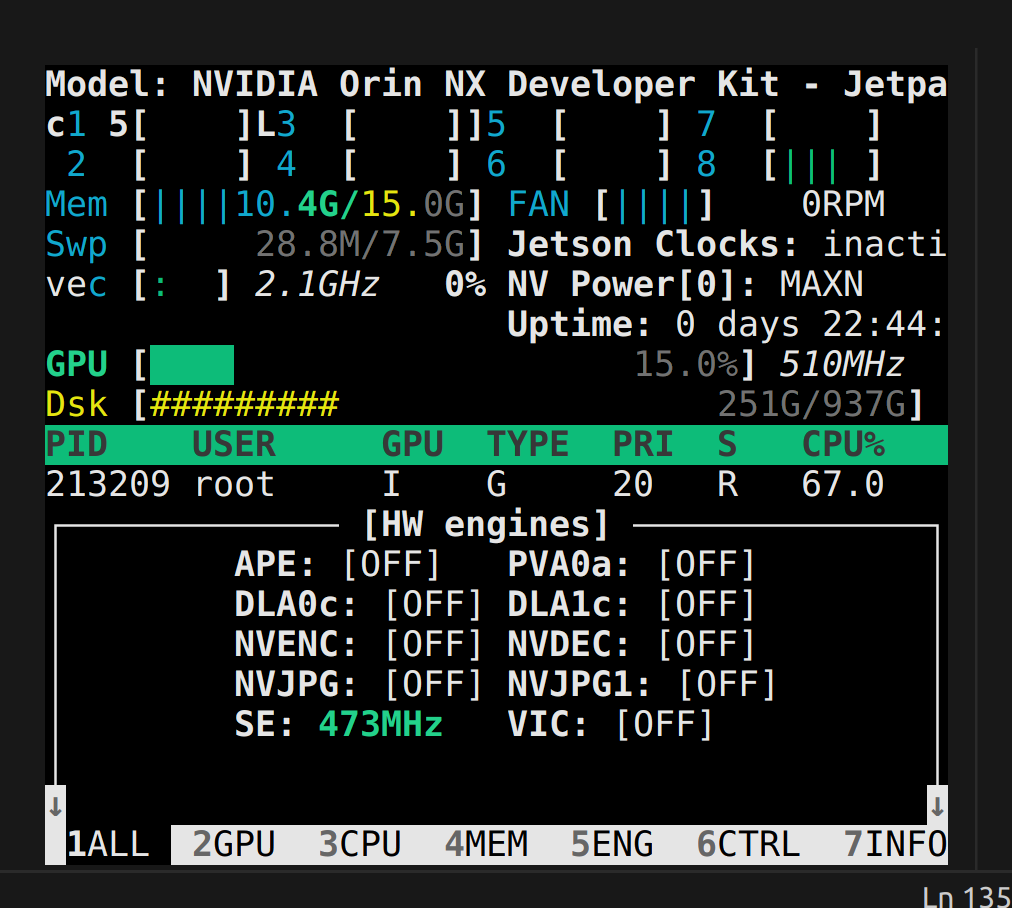 Model: NVIDIA Orin NX Developer Kit - Jetpa
c1 5[    ]L3  [    ]]5  [    ] 7  [    ]
2  [    ] 4  [    ] 6  [    ] 8  [||| ]
Mem [||||10.4G/15.0G] FAN [||||]    0RPM
Swp [     28.8M/7.5G] Jetson Clocks: inacti
vec [:  ] 2.1GHz   0% NV Power[0]: MAXN
Uptime: 0 days 22:44:
GPU [ 15.0%] 510MHz
Dsk [######### 251G/937G]
PID    USER     GPU  TYPE  PRI  S   CPU%
213209 root     I    G     20   R   67.0
[HW engines]
APE: [OFF]   PVA0a: [OFF]
DLA0c: [OFF] DLA1c: [OFF]
NVENC: [OFF] NVDEC: [OFF]
NVJPG: [OFF] NVJPG1: [OFF]
SE: 473MHz   VIC: [OFF]
↓ ↓
1ALL  2GPU  3CPU  4MEM  5ENG  6CTRL  7INFO
Ln 135